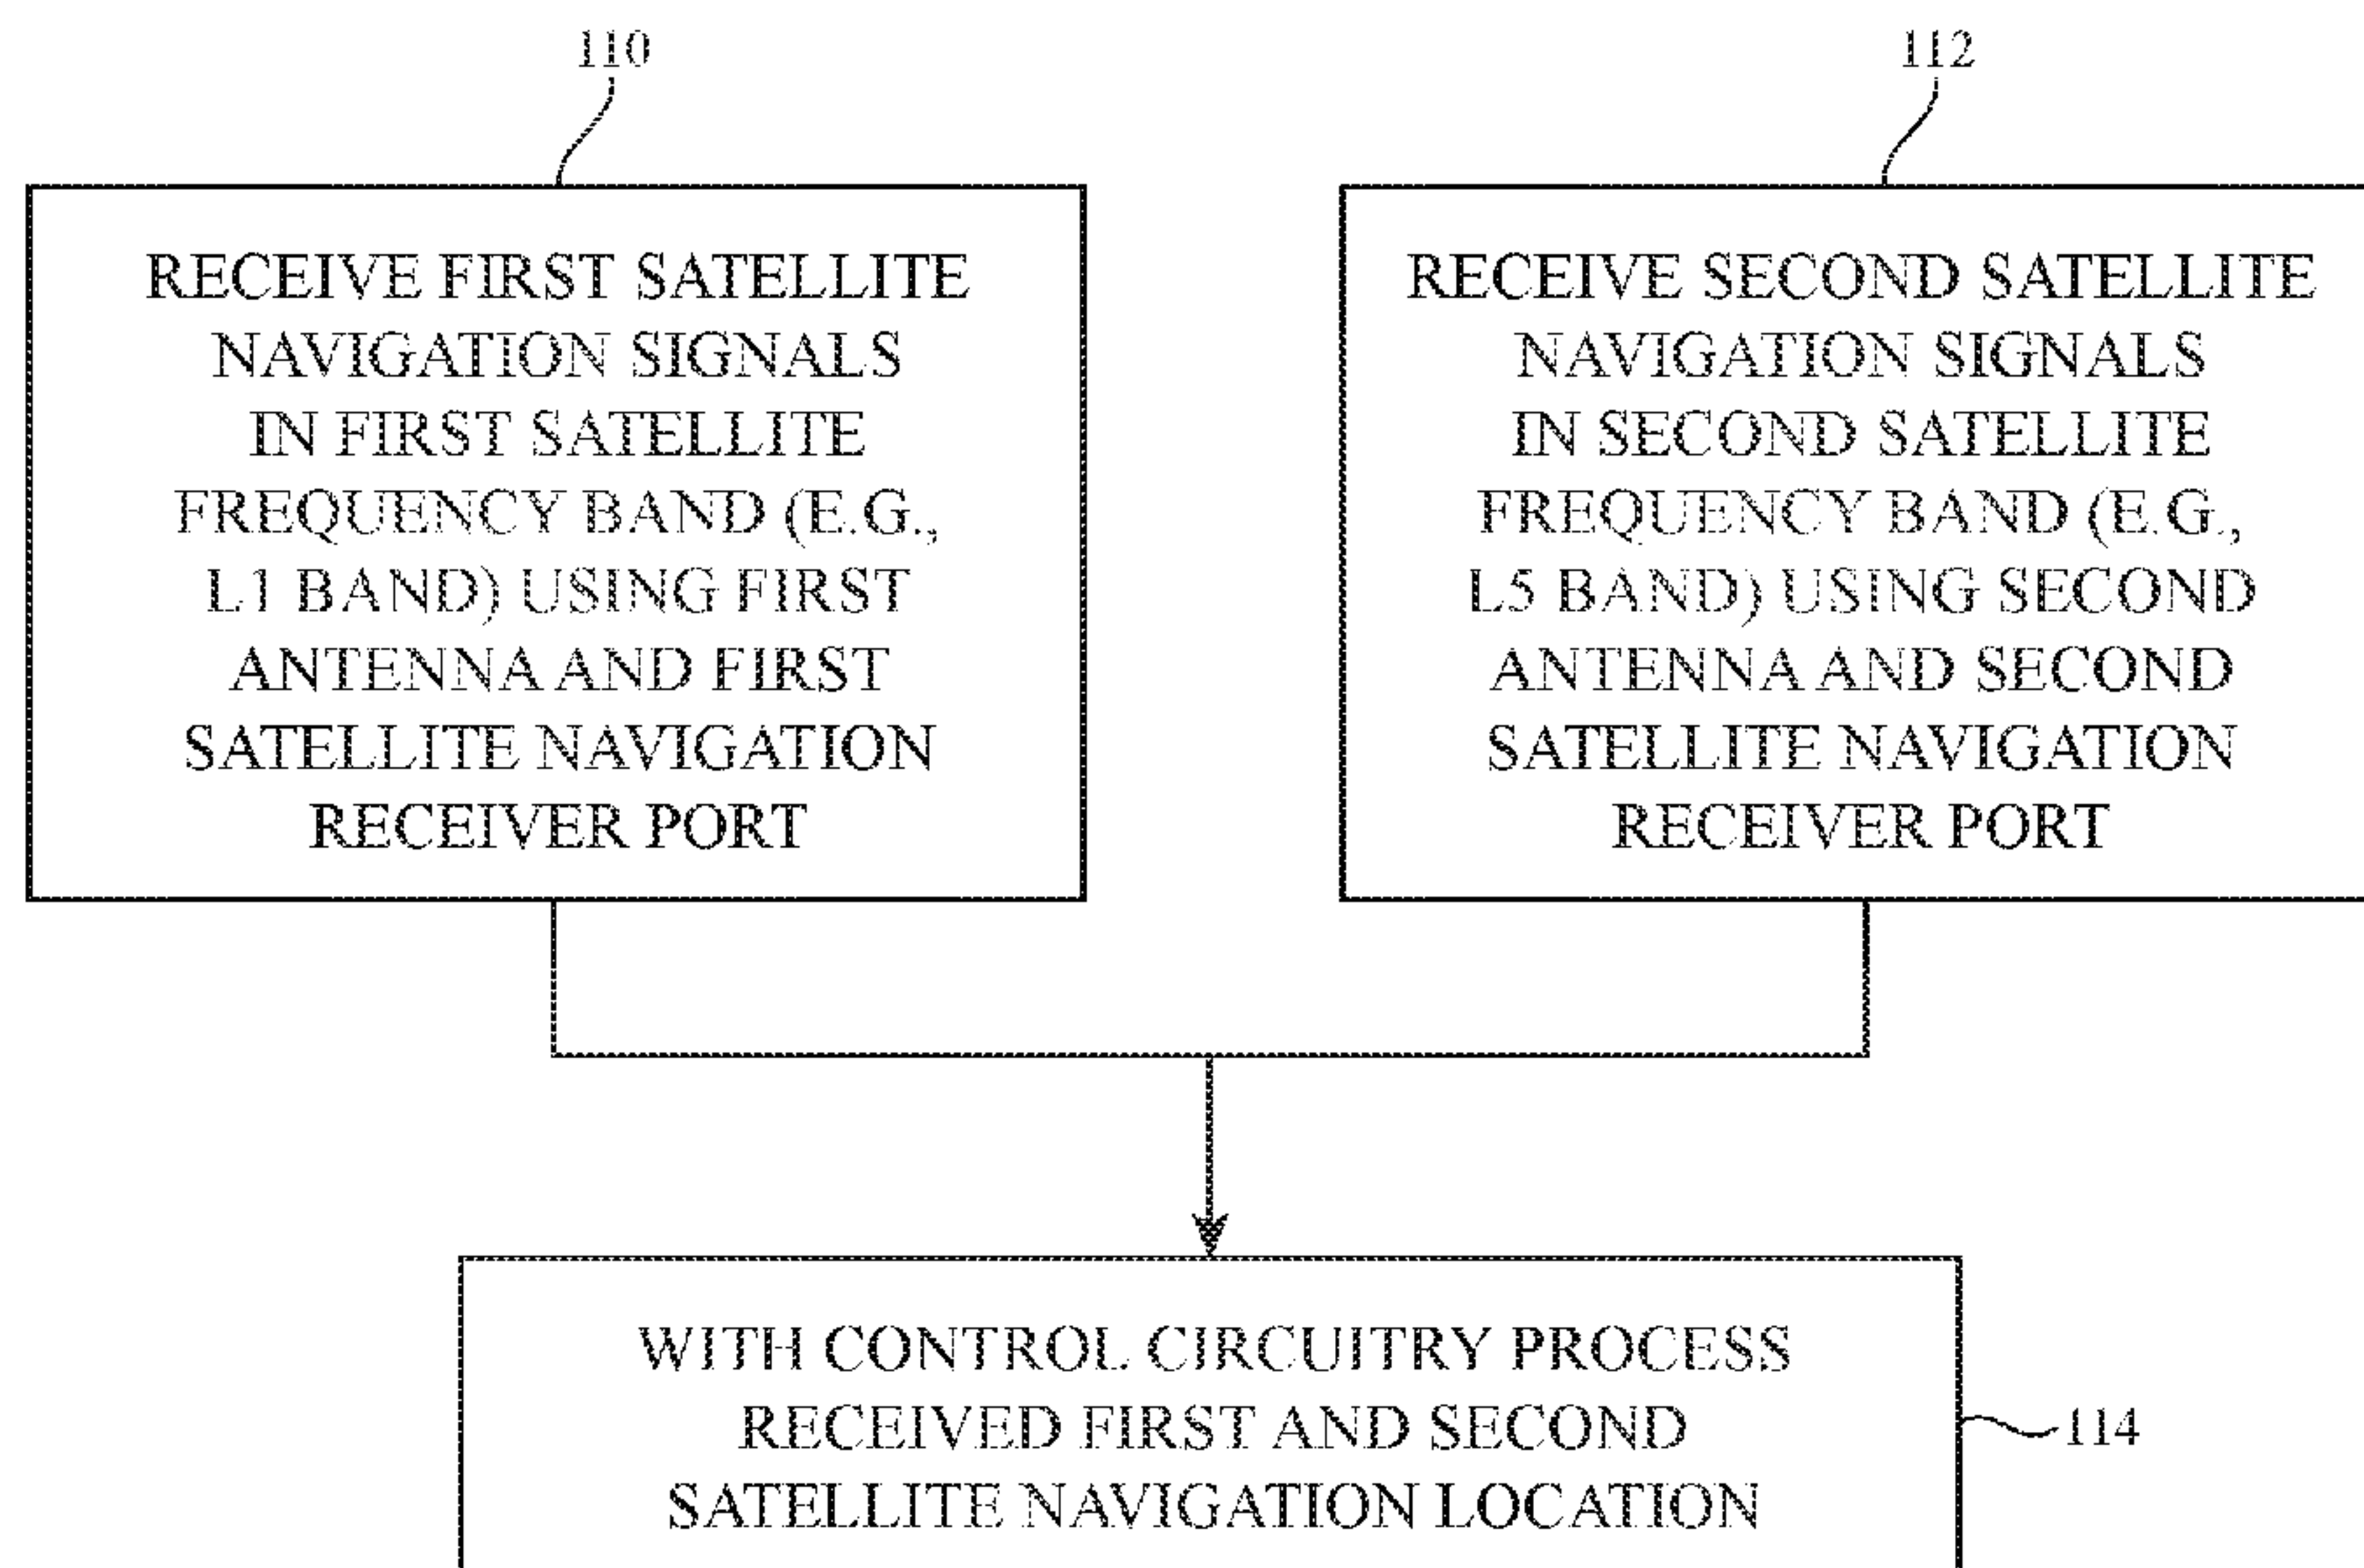 110
RECEIVE FIRST SATELLITE
NAVIGATION SIGNALS
IN FIRST SATELLITE
FREQUENCY BAND (E.G.,
L1 BAND) USING FIRST
ANTENNA AND FIRST
SATELLITE NAVIGATION
RECEIVER PORT
112
RECEIVE SECOND SATELLITE
NAVIGATION SIGNALS
IN SECOND SATELLITE
FREQUENCY BAND (E.G.,
L5 BAND) USING SECOND
ANTENNA AND SECOND
SATELLITE NAVIGATION
RECEIVER PORT
WITH CONTROL CIRCUITRY PROCESS
RECEIVED FIRST AND SECOND
SATELLITE NAVIGATION LOCATION
114